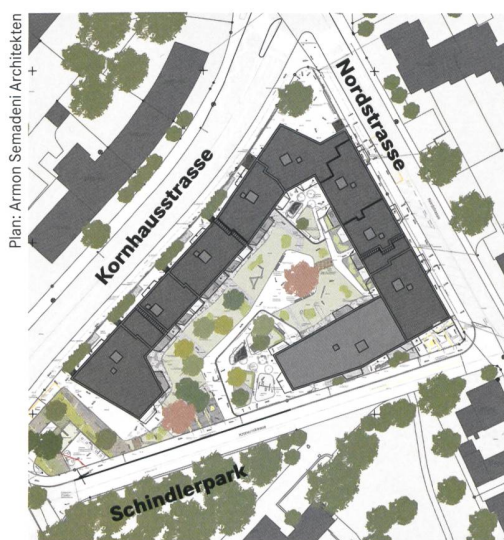 Plan: Armon Semadeni Architekten
Kornhausstrasse
Nordstrasse
Schindlerpark